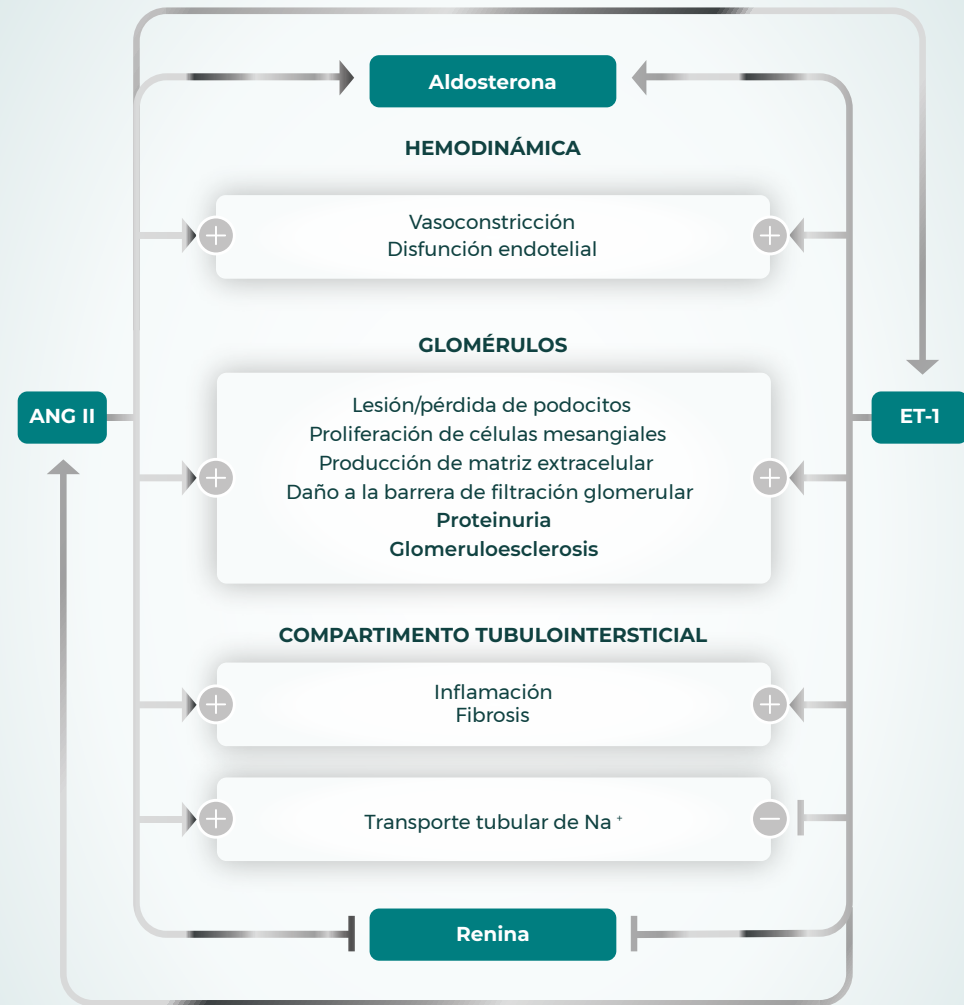 Aldosterona
HEMODINÁMICA
Vasoconstricción
Disfunción endotelial
GLOMÉRULOS
ANG II
Lesión/pérdida de podocitos
Proliferación de células mesangiales
Producción de matriz extracelular
Daño a la barrera de filtración glomerular
Proteinuria
Glomeruloesclerosis
ET-1
COMPARTIMENTO TUBULOINTERSTICIAL
Inflamación
Fibrosis
Transporte tubular de Na⁺
Renina